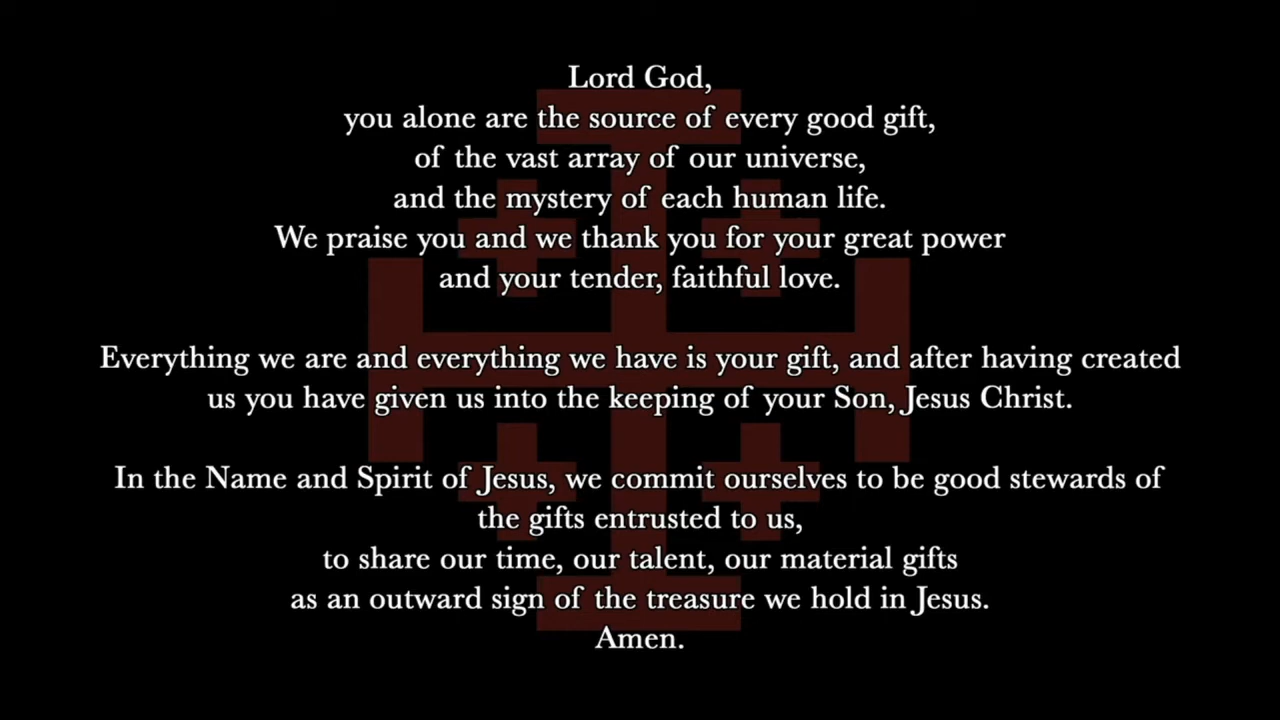 Lord God,
you alone are the source of every good gift,
of the vast array of our universe,
and the mystery of each human life.
We praise you and we thank you for your great power
and your tender, faithful love.
Everything we are and everything we have is your gift, and after having created
us you have given us into the keeping of your Son, Jesus Christ.
In the Name and Spirit of Jesus, we commit ourselves to be good stewards of
the gifts entrusted to us,
to share our time, our talent, our material gifts
as an outward sign of the treasure we hold in Jesus.
Amen.